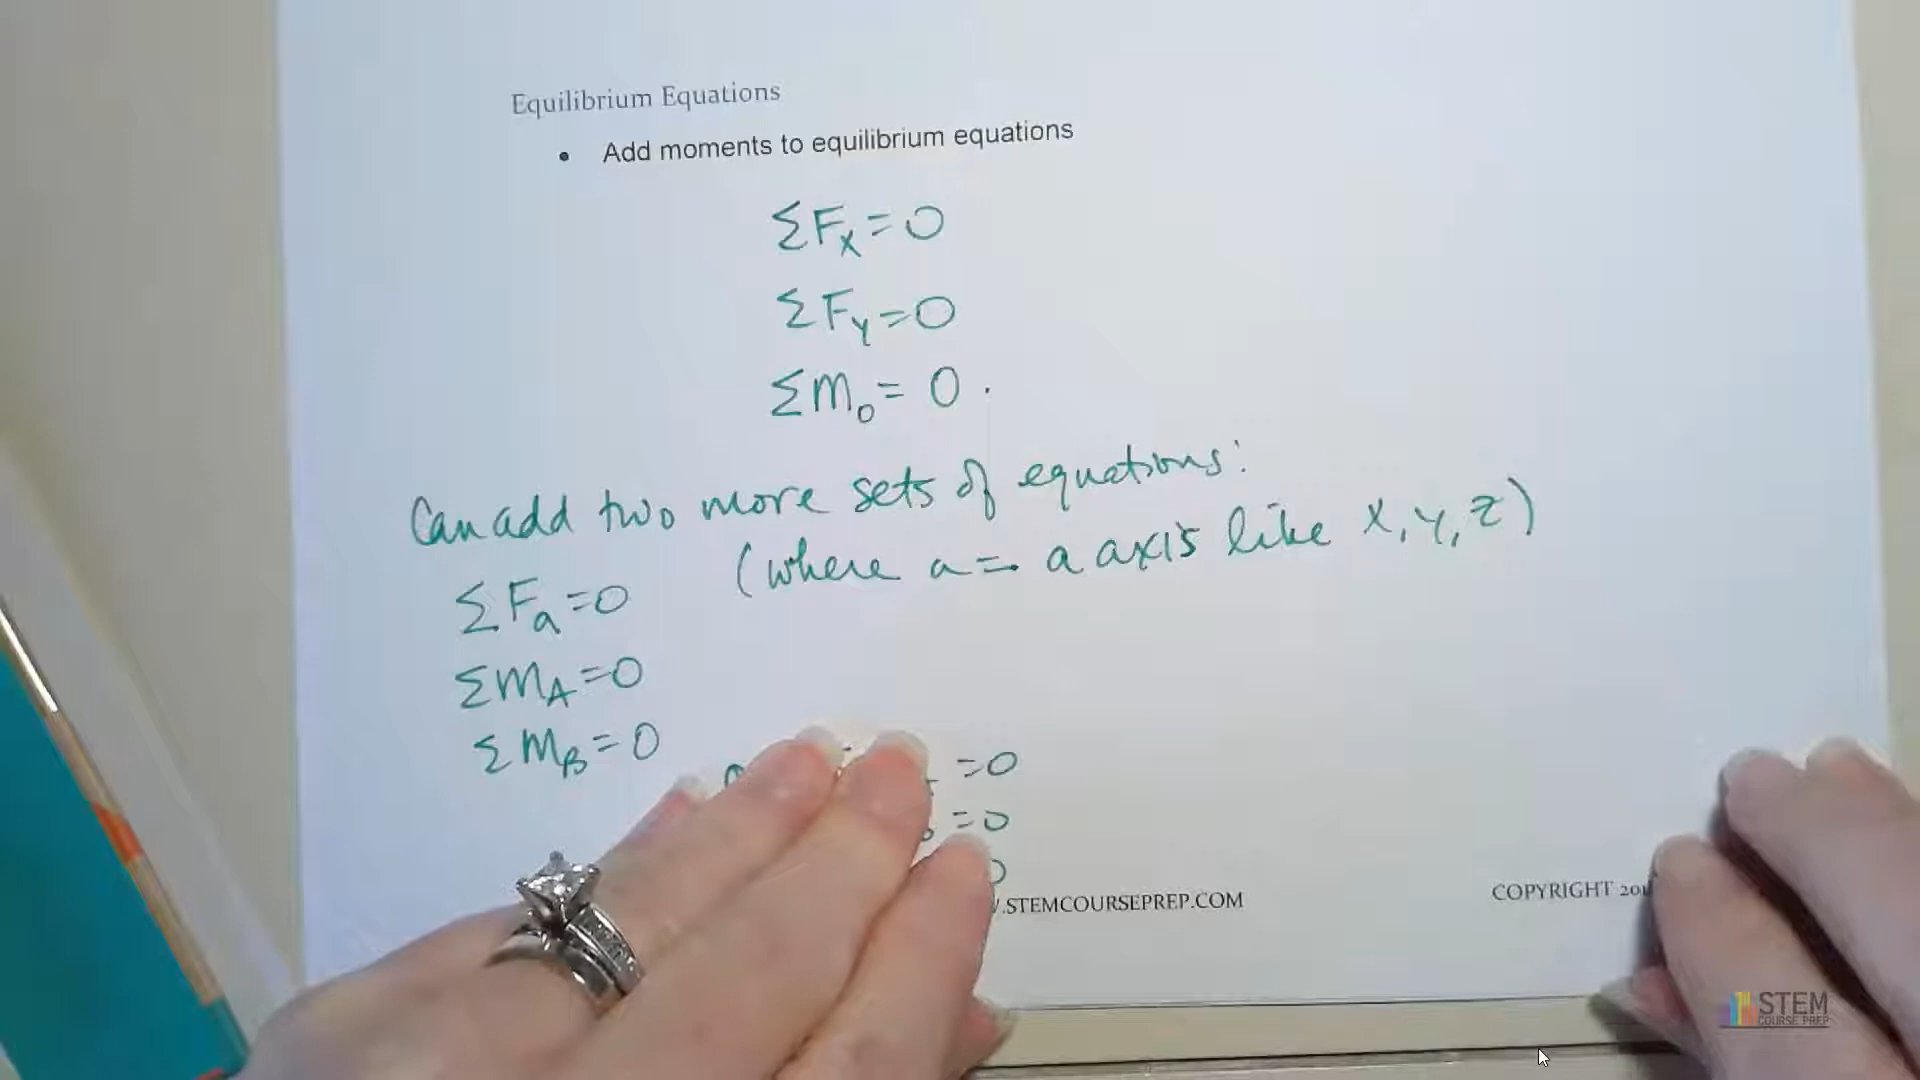 Equilibrium Equations
• Add moments to equilibrium equations
ΣFx=0
ΣFy=0
ΣMo=0.
Can add two more sets of equations:
(where a = a axis like x, y, z)
ΣFa=0
ΣMA=0
ΣMB=0
=0
=0
.STEMCOURSEPREP.COM
COPYRIGHT
STEM
COURSE PREP